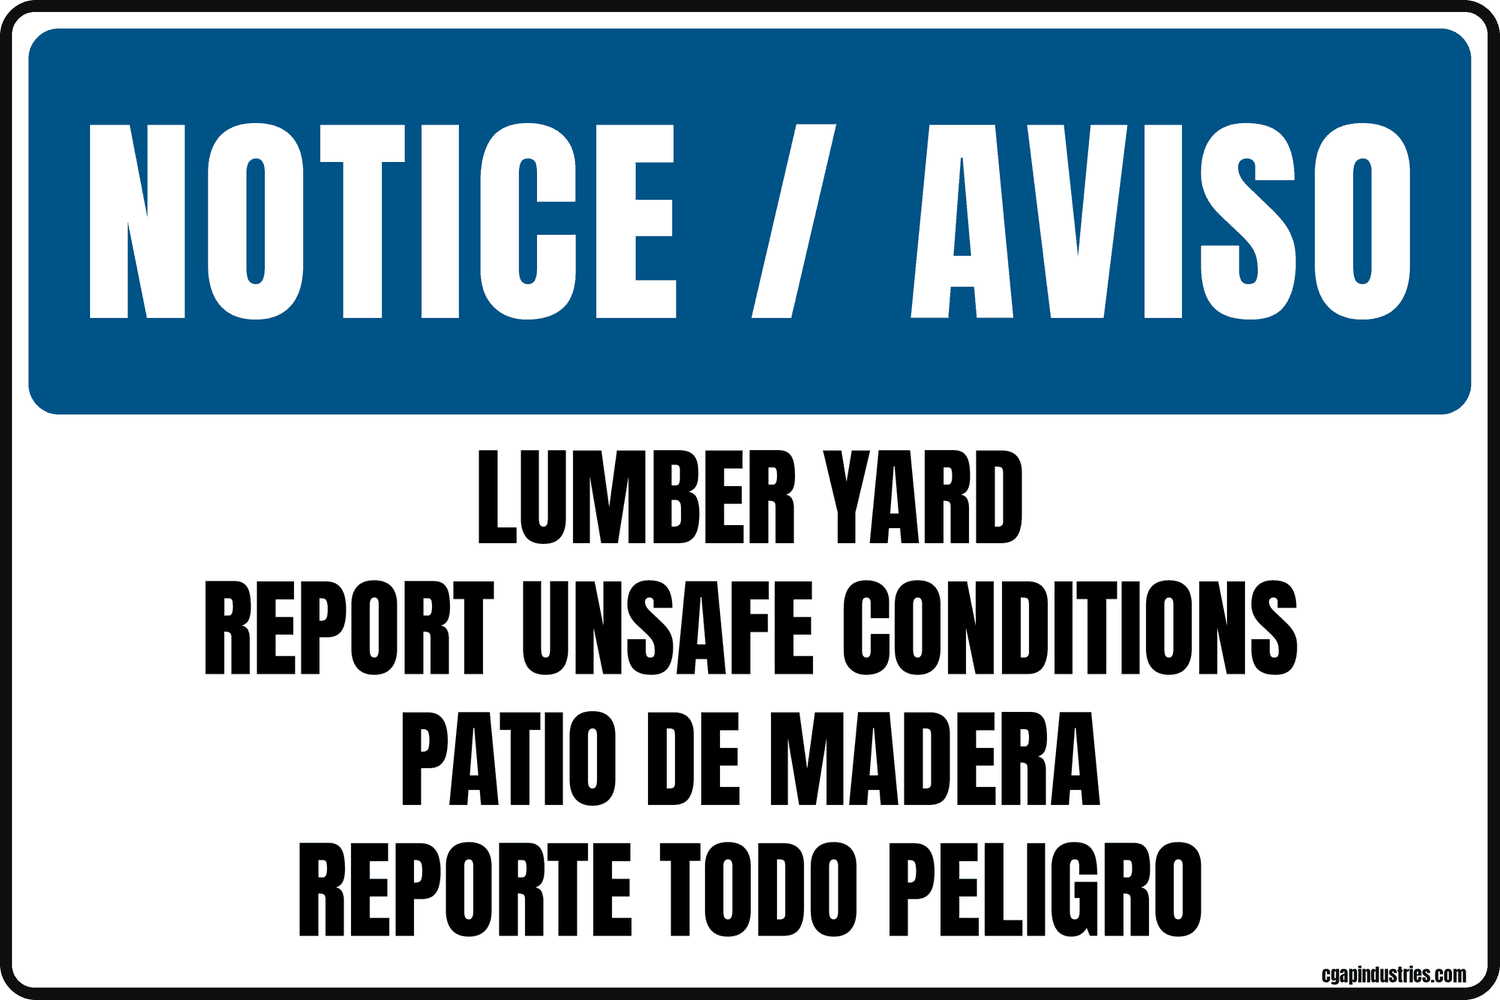 NOTICE / AVISO
LUMBER YARD
REPORT UNSAFE CONDITIONS
PATIO DE MADERA
REPORTE TODO PELIGRO
cgapindustries.com